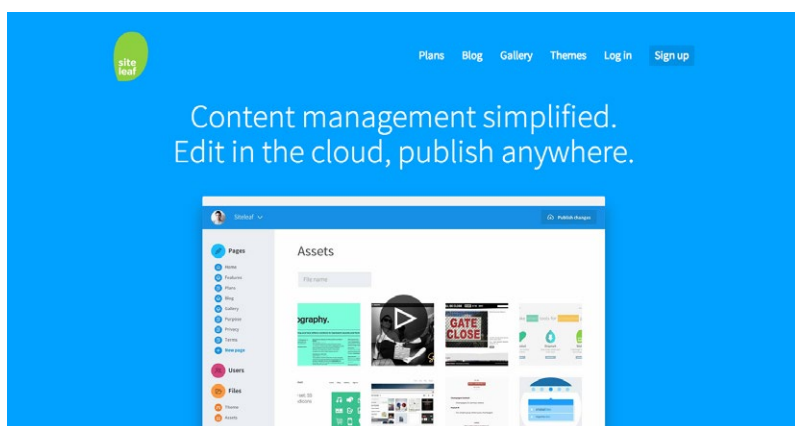 site
leaf
Plans Blog Gallery Themes Log in Sign up
Content management simplified.
Edit in the cloud, publish anywhere.
Siteleaf
Publish changes
Pages
Home
Features
Plans
Blog
Gallery
Purpose
Privacy
Terms
New page
Users
Files
Theme
Assets
Assets
File name
ography.
GATE
CLOSE